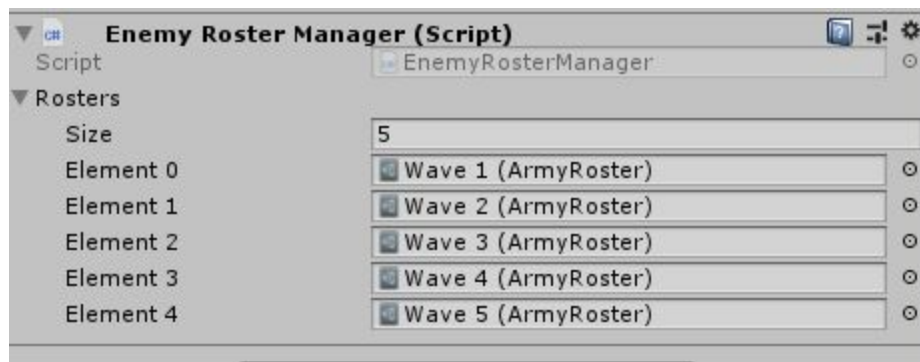 Enemy Roster Manager (Script)
Script EnemyRosterManager
Rosters
Size 5
Element 0 Wave 1 (ArmyRoster)
Element 1 Wave 2 (ArmyRoster)
Element 2 Wave 3 (ArmyRoster)
Element 3 Wave 4 (ArmyRoster)
Element 4 Wave 5 (ArmyRoster)